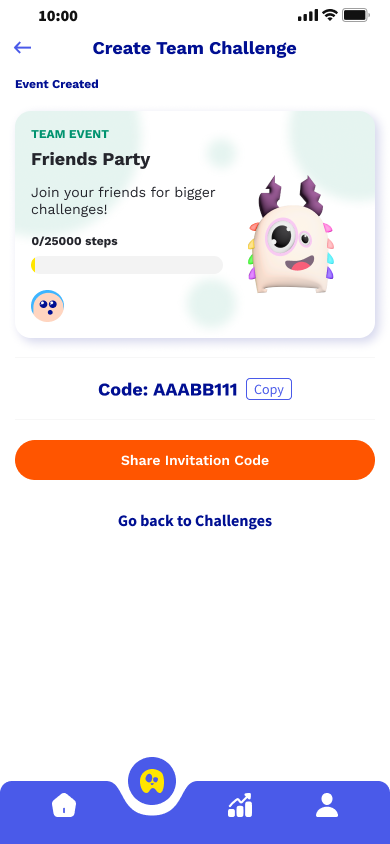 10:00
Create Team Challenge
Event Created
TEAM EVENT
Friends Party
Join your friends for bigger
challenges!
0/25000 steps
Code: AAABB111 Copy
Share Invitation Code
Go back to Challenges